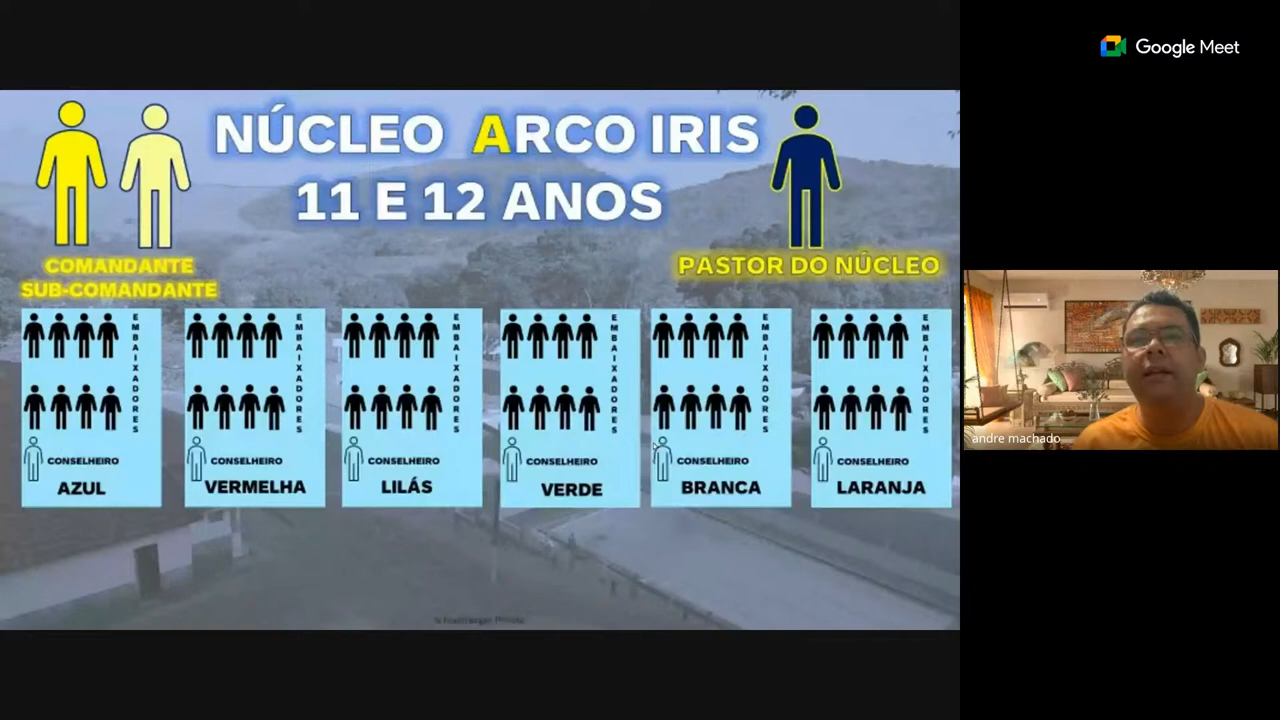 Google Meet
NÚCLEO ARCO IRIS
11 E 12 ANOS
COMANDANTE
SUB-COMANDANTE
PASTOR DO NÚCLEO
EMBAIXADORES
CONSELHEIRO
AZUL
EMBAIXADORES
CONSELHEIRO
VERMELHA
EMBAIXADORES
CONSELHEIRO
LILÁS
EMBAIXADORES
CONSELHEIRO
VERDE
EMBAIXADORES
CONSELHEIRO
BRANCA
EMBAIXADORES
CONSELHEIRO
LARANJA
andre machado